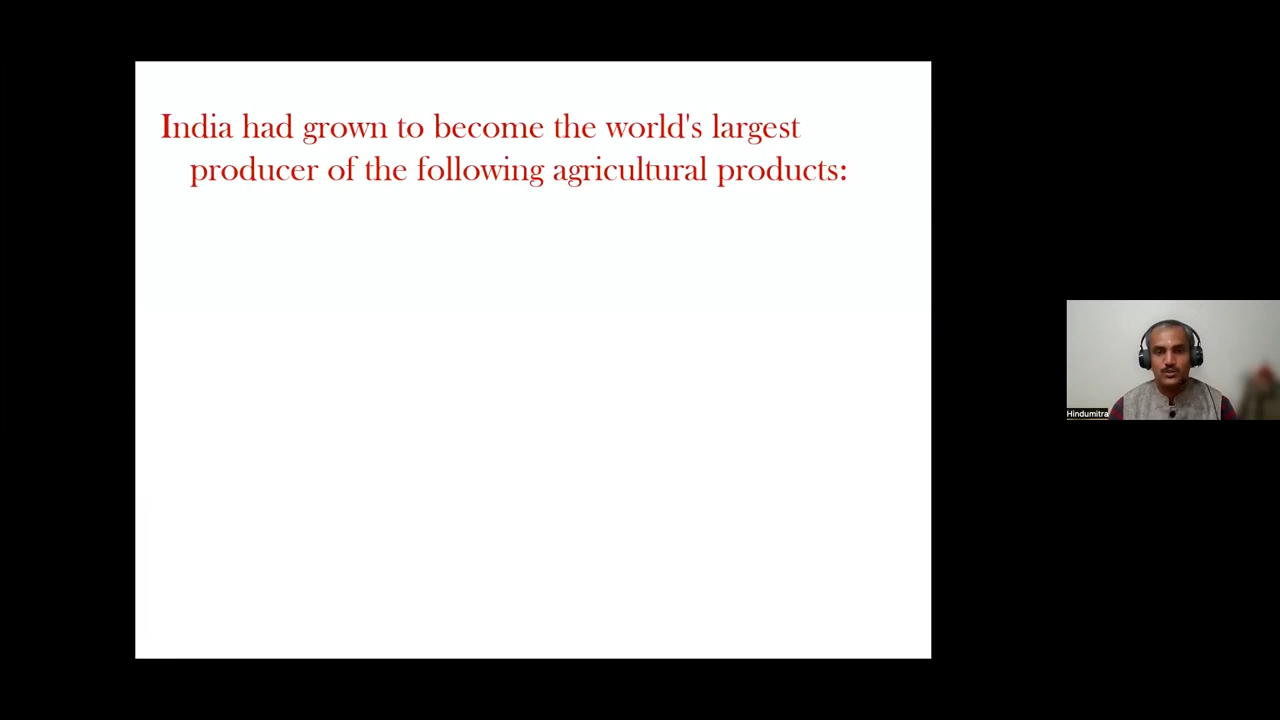 India had grown to become the world's largest
producer of the following agricultural products:
Hindumitra